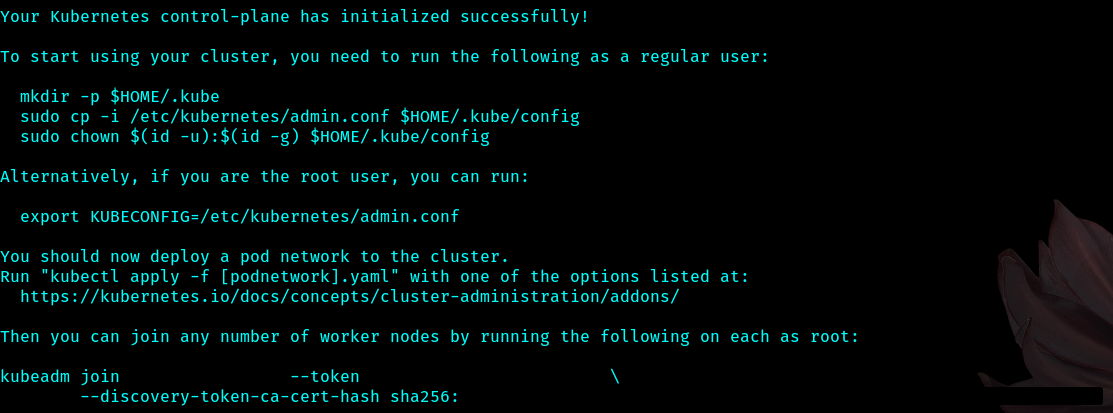 Your Kubernetes control-plane has initialized successfully!
To start using your cluster, you need to run the following as a regular user:
mkdir -p $HOME/.kube
sudo cp -i /etc/kubernetes/admin.conf $HOME/.kube/config
sudo chown $(id -u):$(id -g) $HOME/.kube/config
Alternatively, if you are the root user, you can run:
export KUBECONFIG=/etc/kubernetes/admin.conf
You should now deploy a pod network to the cluster.
Run "kubectl apply -f [podnetwork].yaml" with one of the options listed at:
https://kubernetes.io/docs/concepts/cluster-administration/addons/
Then you can join any number of worker nodes by running the following on each as root:
kubeadm join --token \
--discovery-token-ca-cert-hash sha256: